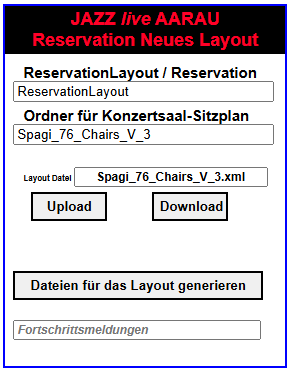 JAZZ live AARAU
Reservation Neues Layout
ReservationLayout / Reservation
ReservationLayout
Ordner für Konzertsaal-Sitzplan
Spagi_76_Chairs_V_3
Layout Datei Spagi_76_Chairs_V_3.xml
Upload Download
Dateien für das Layout generieren
Fortschrittsmeldungen